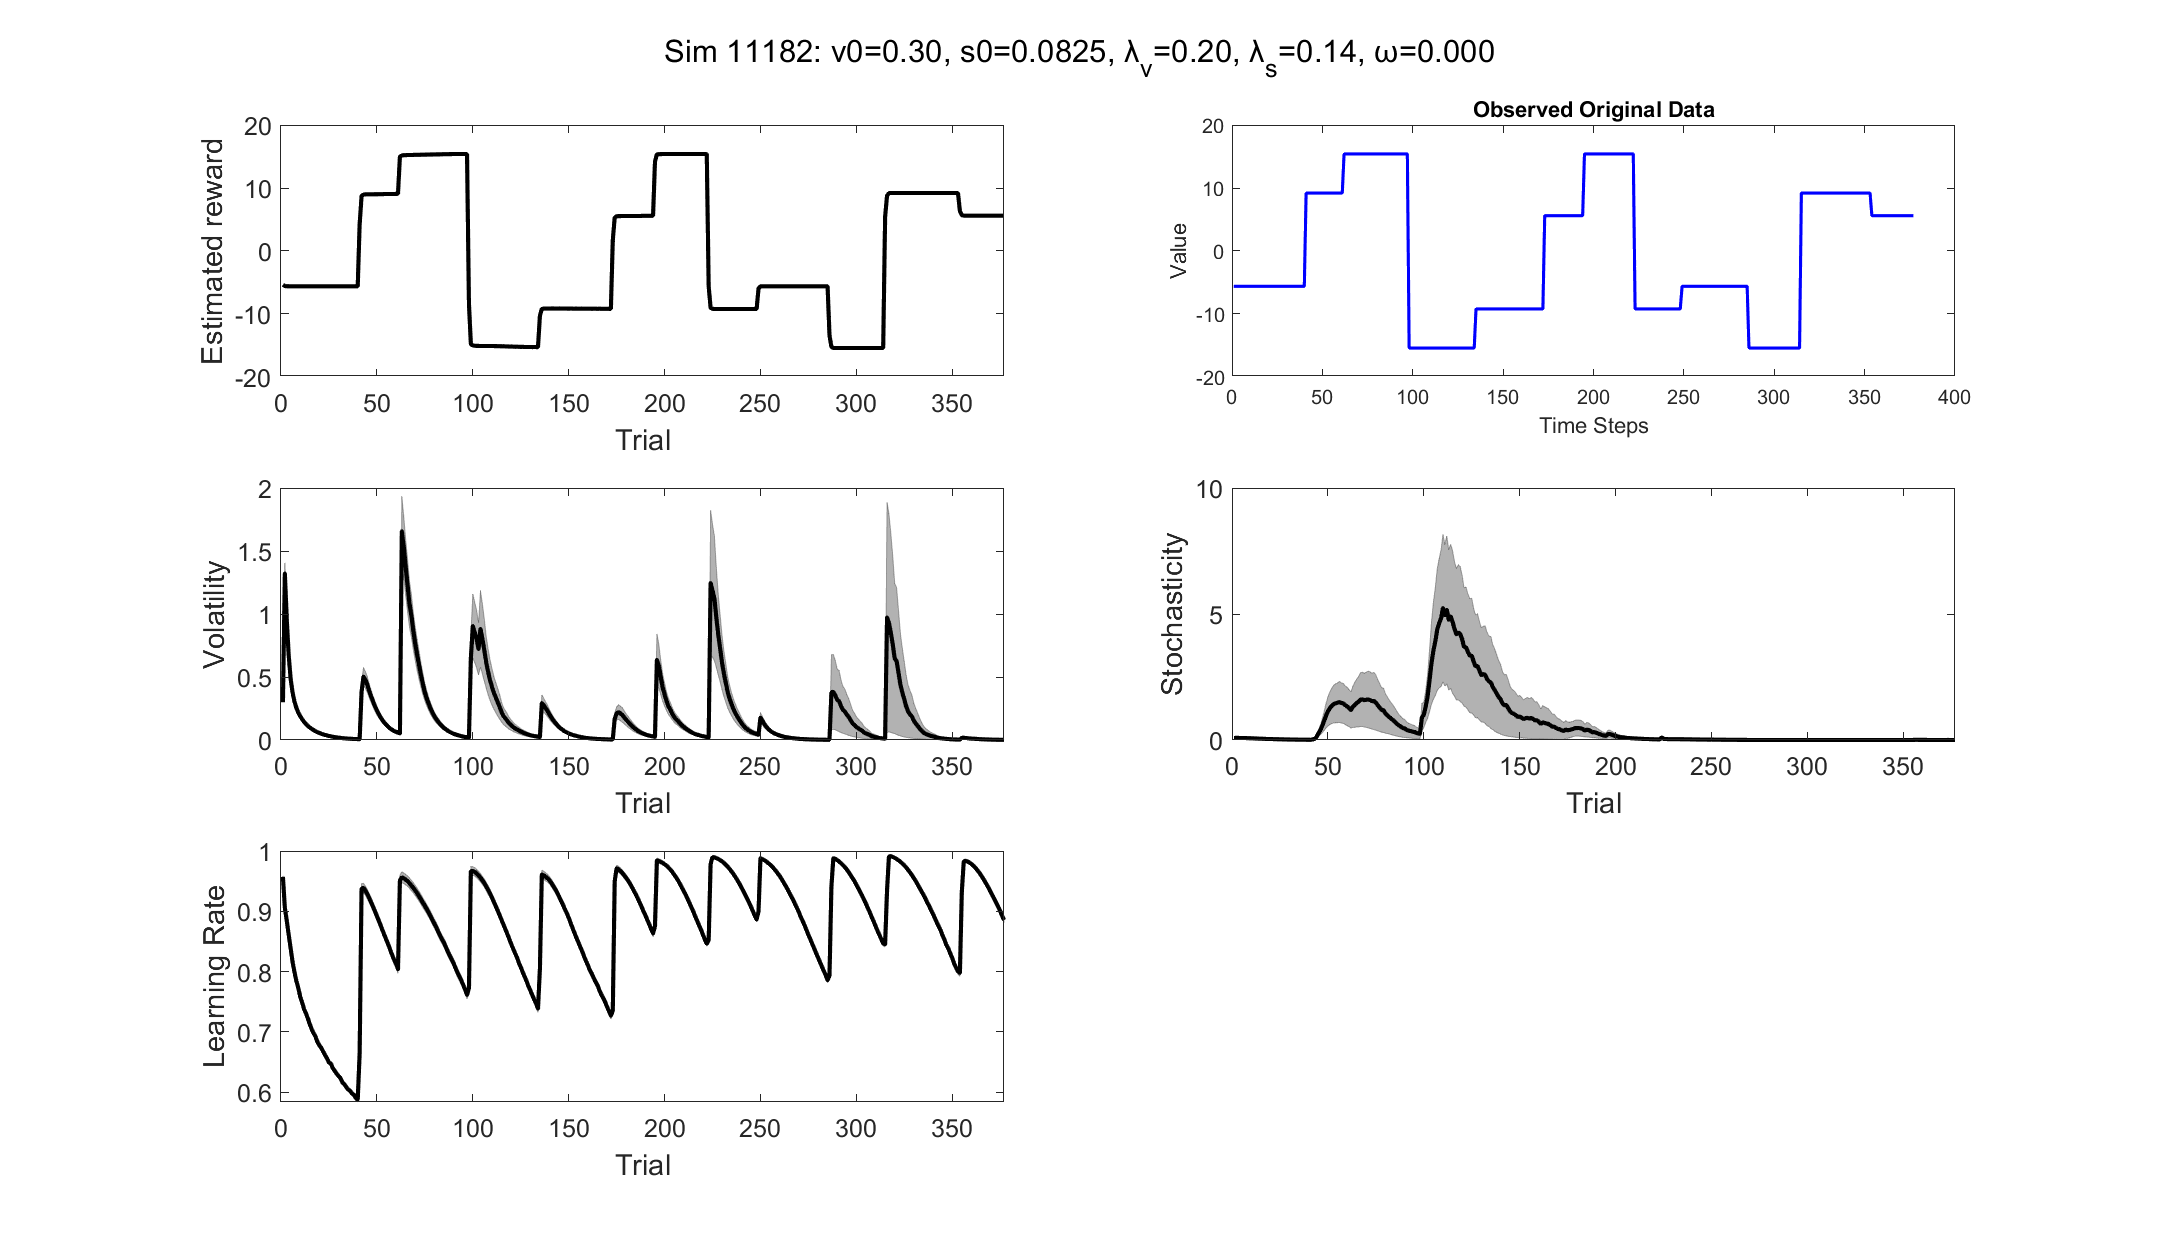 Sim 11182: v0=0.30, s0=0.0825, λv=0.20, λs=0.14, ω=0.000
20
10
0
-10
-20
Estimated reward
0 50 100 150 200 250 300 350
Trial
Observed Original Data
20
10
0
-10
-20
Value
0 50 100 150 200 250 300 350 400
Time Steps
2
1.5
1
0.5
0
Volatility
0 50 100 150 200 250 300 350
Trial
10
5
0
Stochasticity
0 50 100 150 200 250 300 350
Trial
1
0.9
0.8
0.7
0.6
Learning Rate
0 50 100 150 200 250 300 350
Trial